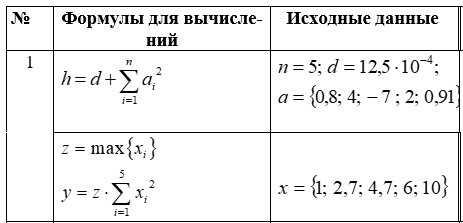 № Формулы для вычисле-
ний Исходные данные
1 h = d + \sum_{i=1}^{n} a_i^2 n = 5; d = 12,5·10^{-4};
a = {0,8; 4; – 7 ; 2; 0,91}
z = max{x_i}
y = z · \sum_{i=1}^{5} x_i^2 x = {1; 2,7; 4,7; 6; 10}